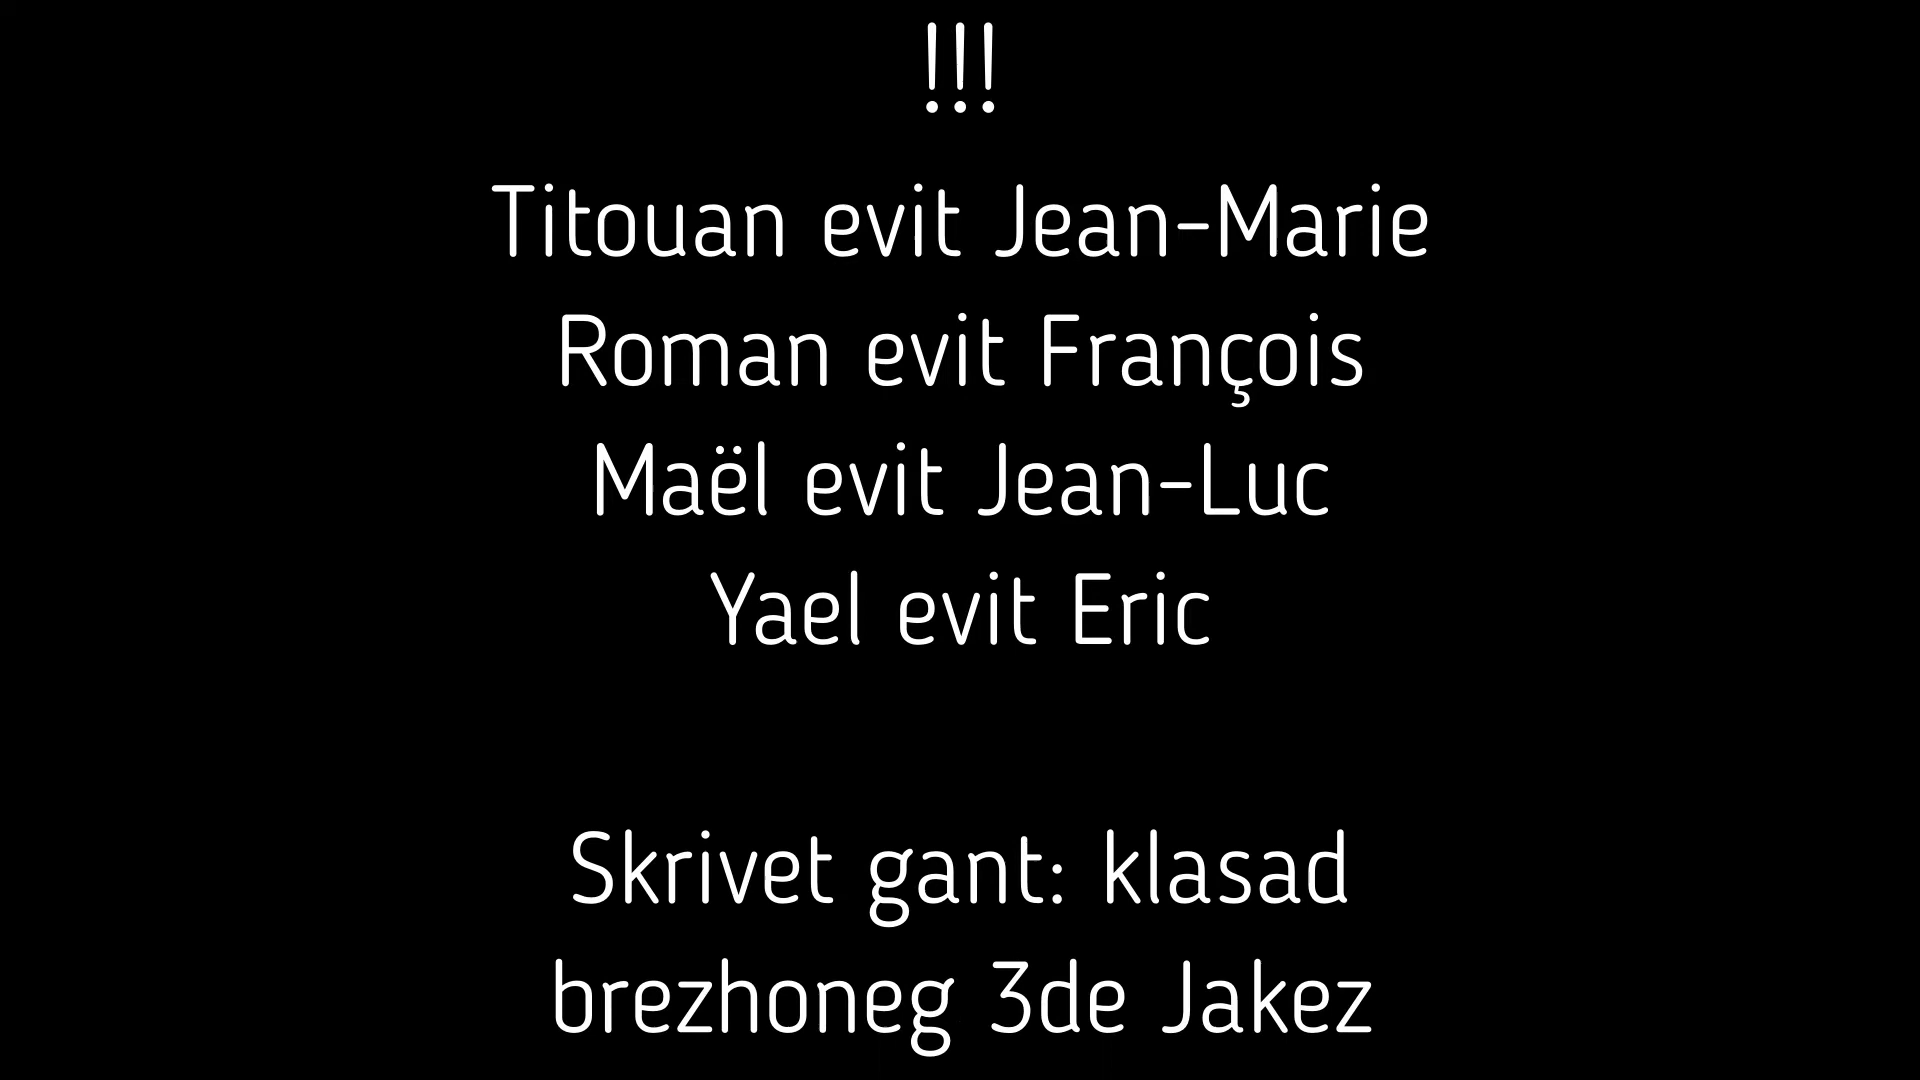 !!!
Titouan evit Jean-Marie
Roman evit François
Maël evit Jean-Luc
Yael evit Eric
Skrivet gant: klasad
brezhoneg 3de Jakez